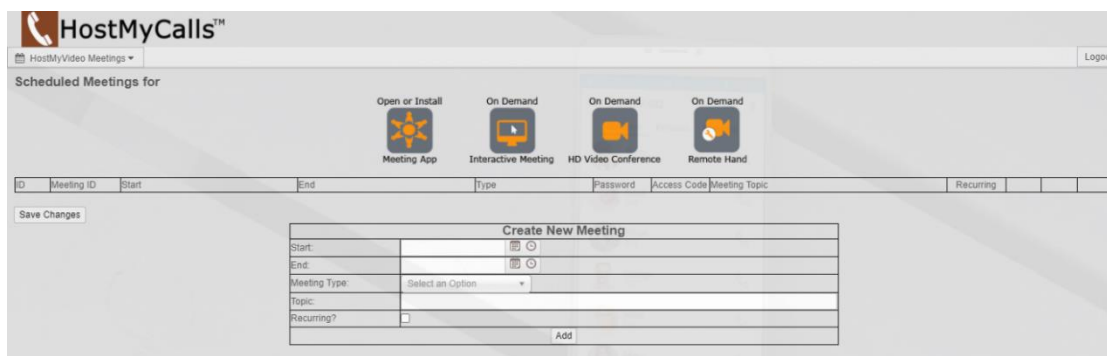 HostMyCalls™
HostMyVideo Meetings
Scheduled Meetings for
Open or Install On Demand On Demand On Demand
Meeting App Interactive Meeting HD Video Conference Remote Hand
ID Meeting ID Start End Type Password Access Code Meeting Topic Recurring
Save Changes
Create New Meeting
Start:
End:
Meeting Type: Select an Option
Topic:
Recurring?
Add